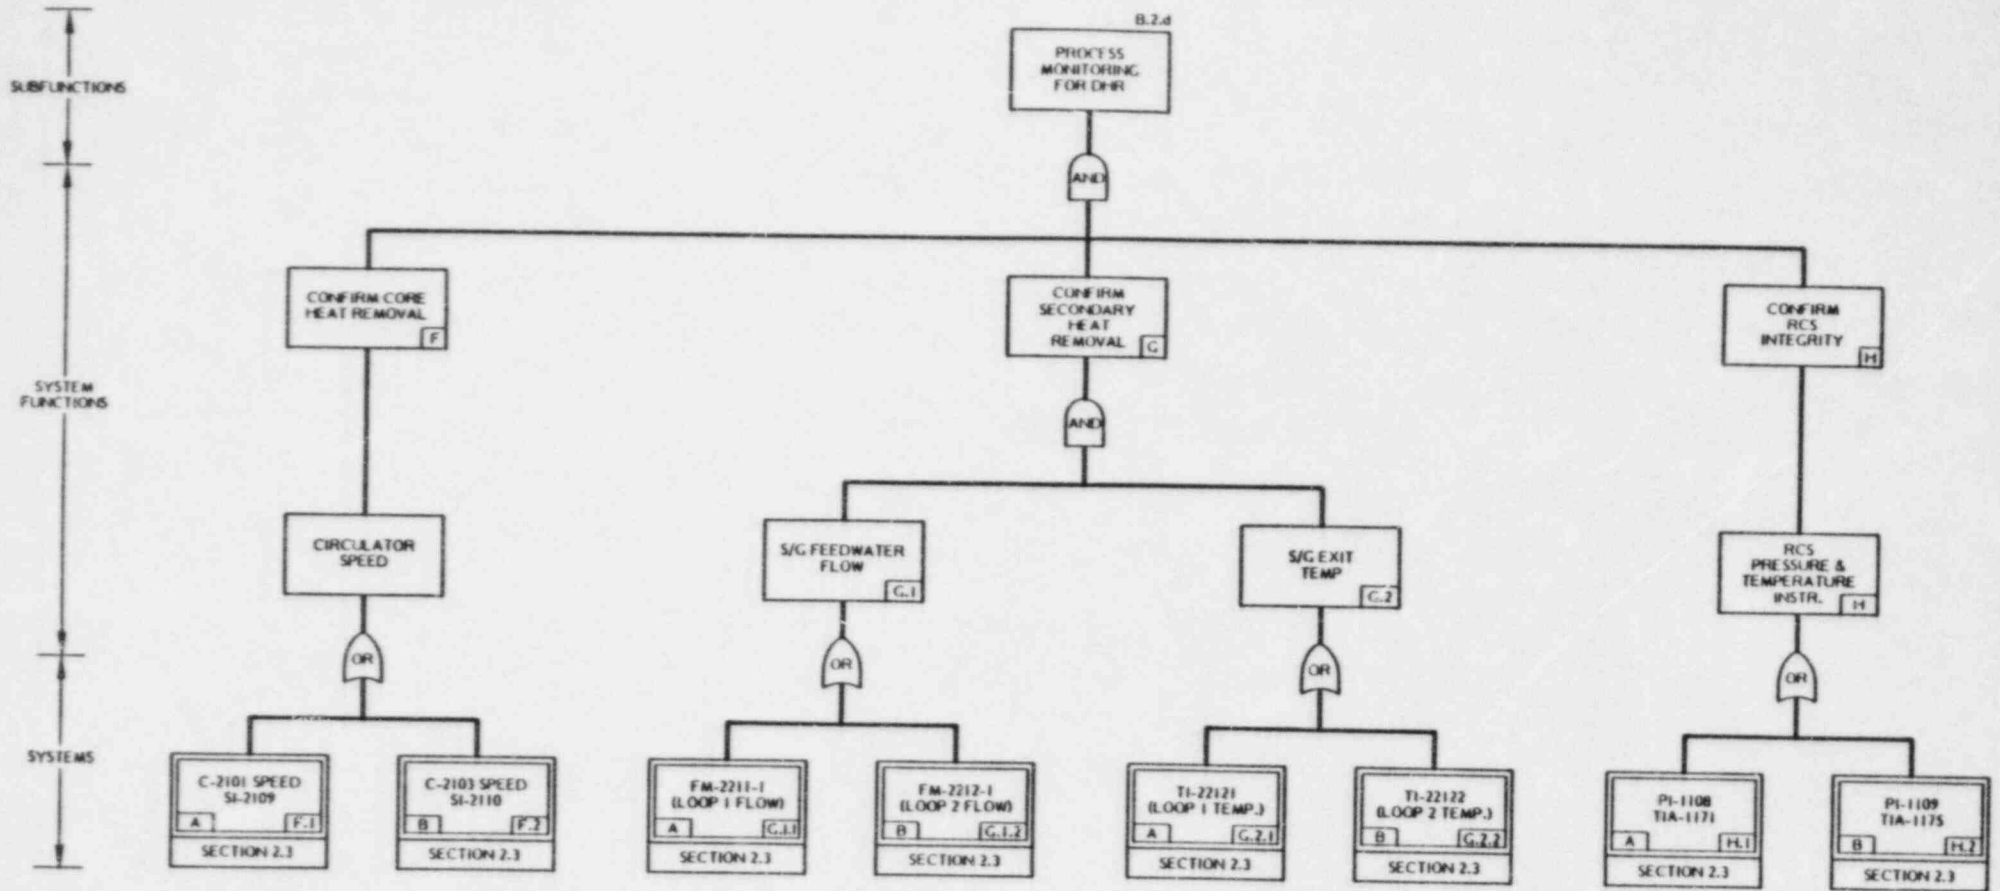 B.2.d
PROCESS
MONITORING
FOR DHR
SUBFUNCTIONS
AND
CONFIRM CORE
HEAT REMOVAL
F
CONFIRM
SECONDARY
HEAT
REMOVAL
G
CONFIRM
RCS
INTEGRITY
H
SYSTEM
FUNCTIONS
AND
CIRCULATOR
SPEED
S/G FEEDWATER
FLOW
G.1
S/G EXIT
TEMP
G.2
RCS
PRESSURE &
TEMPERATURE
INSTR.
H
OR
OR
OR
OR
SYSTEMS
C-2101 SPEED
SI-2109
A
F.1
SECTION 2.3
C-2103 SPEED
SI-2110
B
F.2
SECTION 2.3
FM-2211-1
(LOOP 1 FLOW)
A
G.1.1
SECTION 2.3
FM-2212-1
(LOOP 2 FLOW)
B
G.1.2
SECTION 2.3
TI-22121
(LOOP 1 TEMP.)
A
G.2.1
SECTION 2.3
TI-22122
(LOOP 2 TEMP.)
B
G.2.2
SECTION 2.3
PI-1108
TIA-1171
A
H.1
SECTION 2.3
PI-1109
TIA-1175
B
H.2
SECTION 2.3